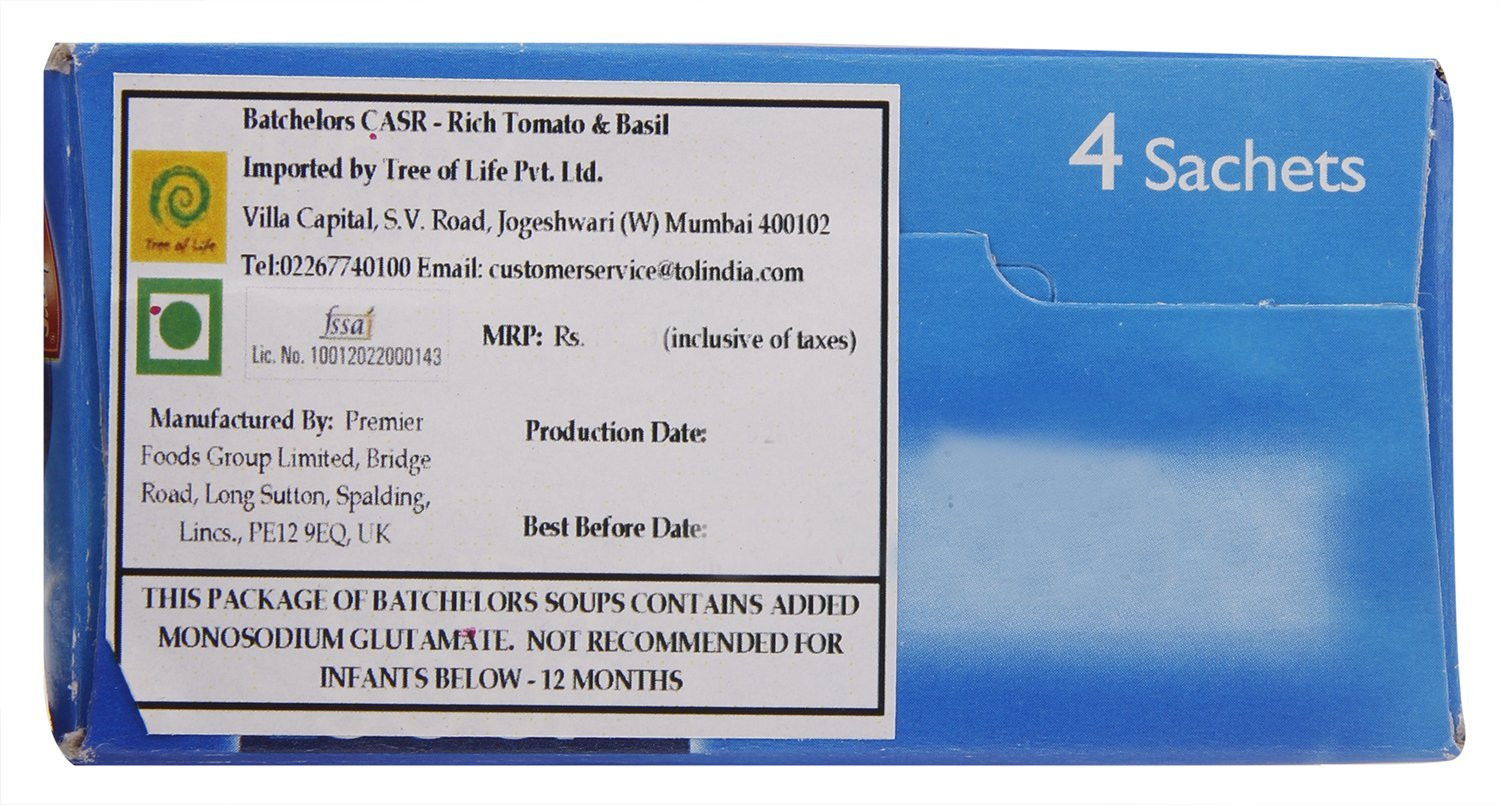 Batchelors CASR - Rich Tomato & Basil
Imported by Tree of Life Pvt. Ltd.
Villa Capital, S.V. Road, Jogeshwari (W) Mumbai 400102
Tel:02267740100 Email: customerservice@tolindia.com
Tree of Life
fssai
Lic. No. 10012022000143
MRP: Rs. (inclusive of taxes)
Manufactured By: Premier
Foods Group Limited, Bridge
Road, Long Sutton, Spalding,
Lincs., PE12 9EQ, UK
Production Date:
Best Before Date:
THIS PACKAGE OF BATCHELORS SOUPS CONTAINS ADDED
MONOSODIUM GLUTAMATE. NOT RECOMMENDED FOR
INFANTS BELOW - 12 MONTHS
4 Sachets